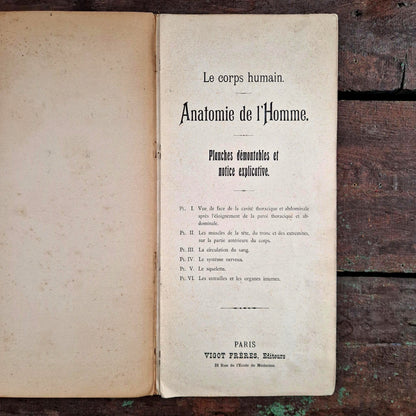 Le corps humain.
Anatomie de l'Homme.
Planches démontables et
notice explicative.
Pl. I. Vue de face de la cavité thoracique et abdominale
après l'éloignement de la paroi thoracique et ab-
dominale.
Pl. II. Les muscles de la tête, du tronc et des extrémités,
sur la partie antérieure du corps.
Pl. III. La circulation du sang.
Pl. IV. Le système nerveux.
Pl. V. Le squelette.
Pl. VI. Les entrailles et les organes internes.
PARIS
VIGOT FRÈRES, Editeurs
23 Rue de l'Ecole de Médecine.